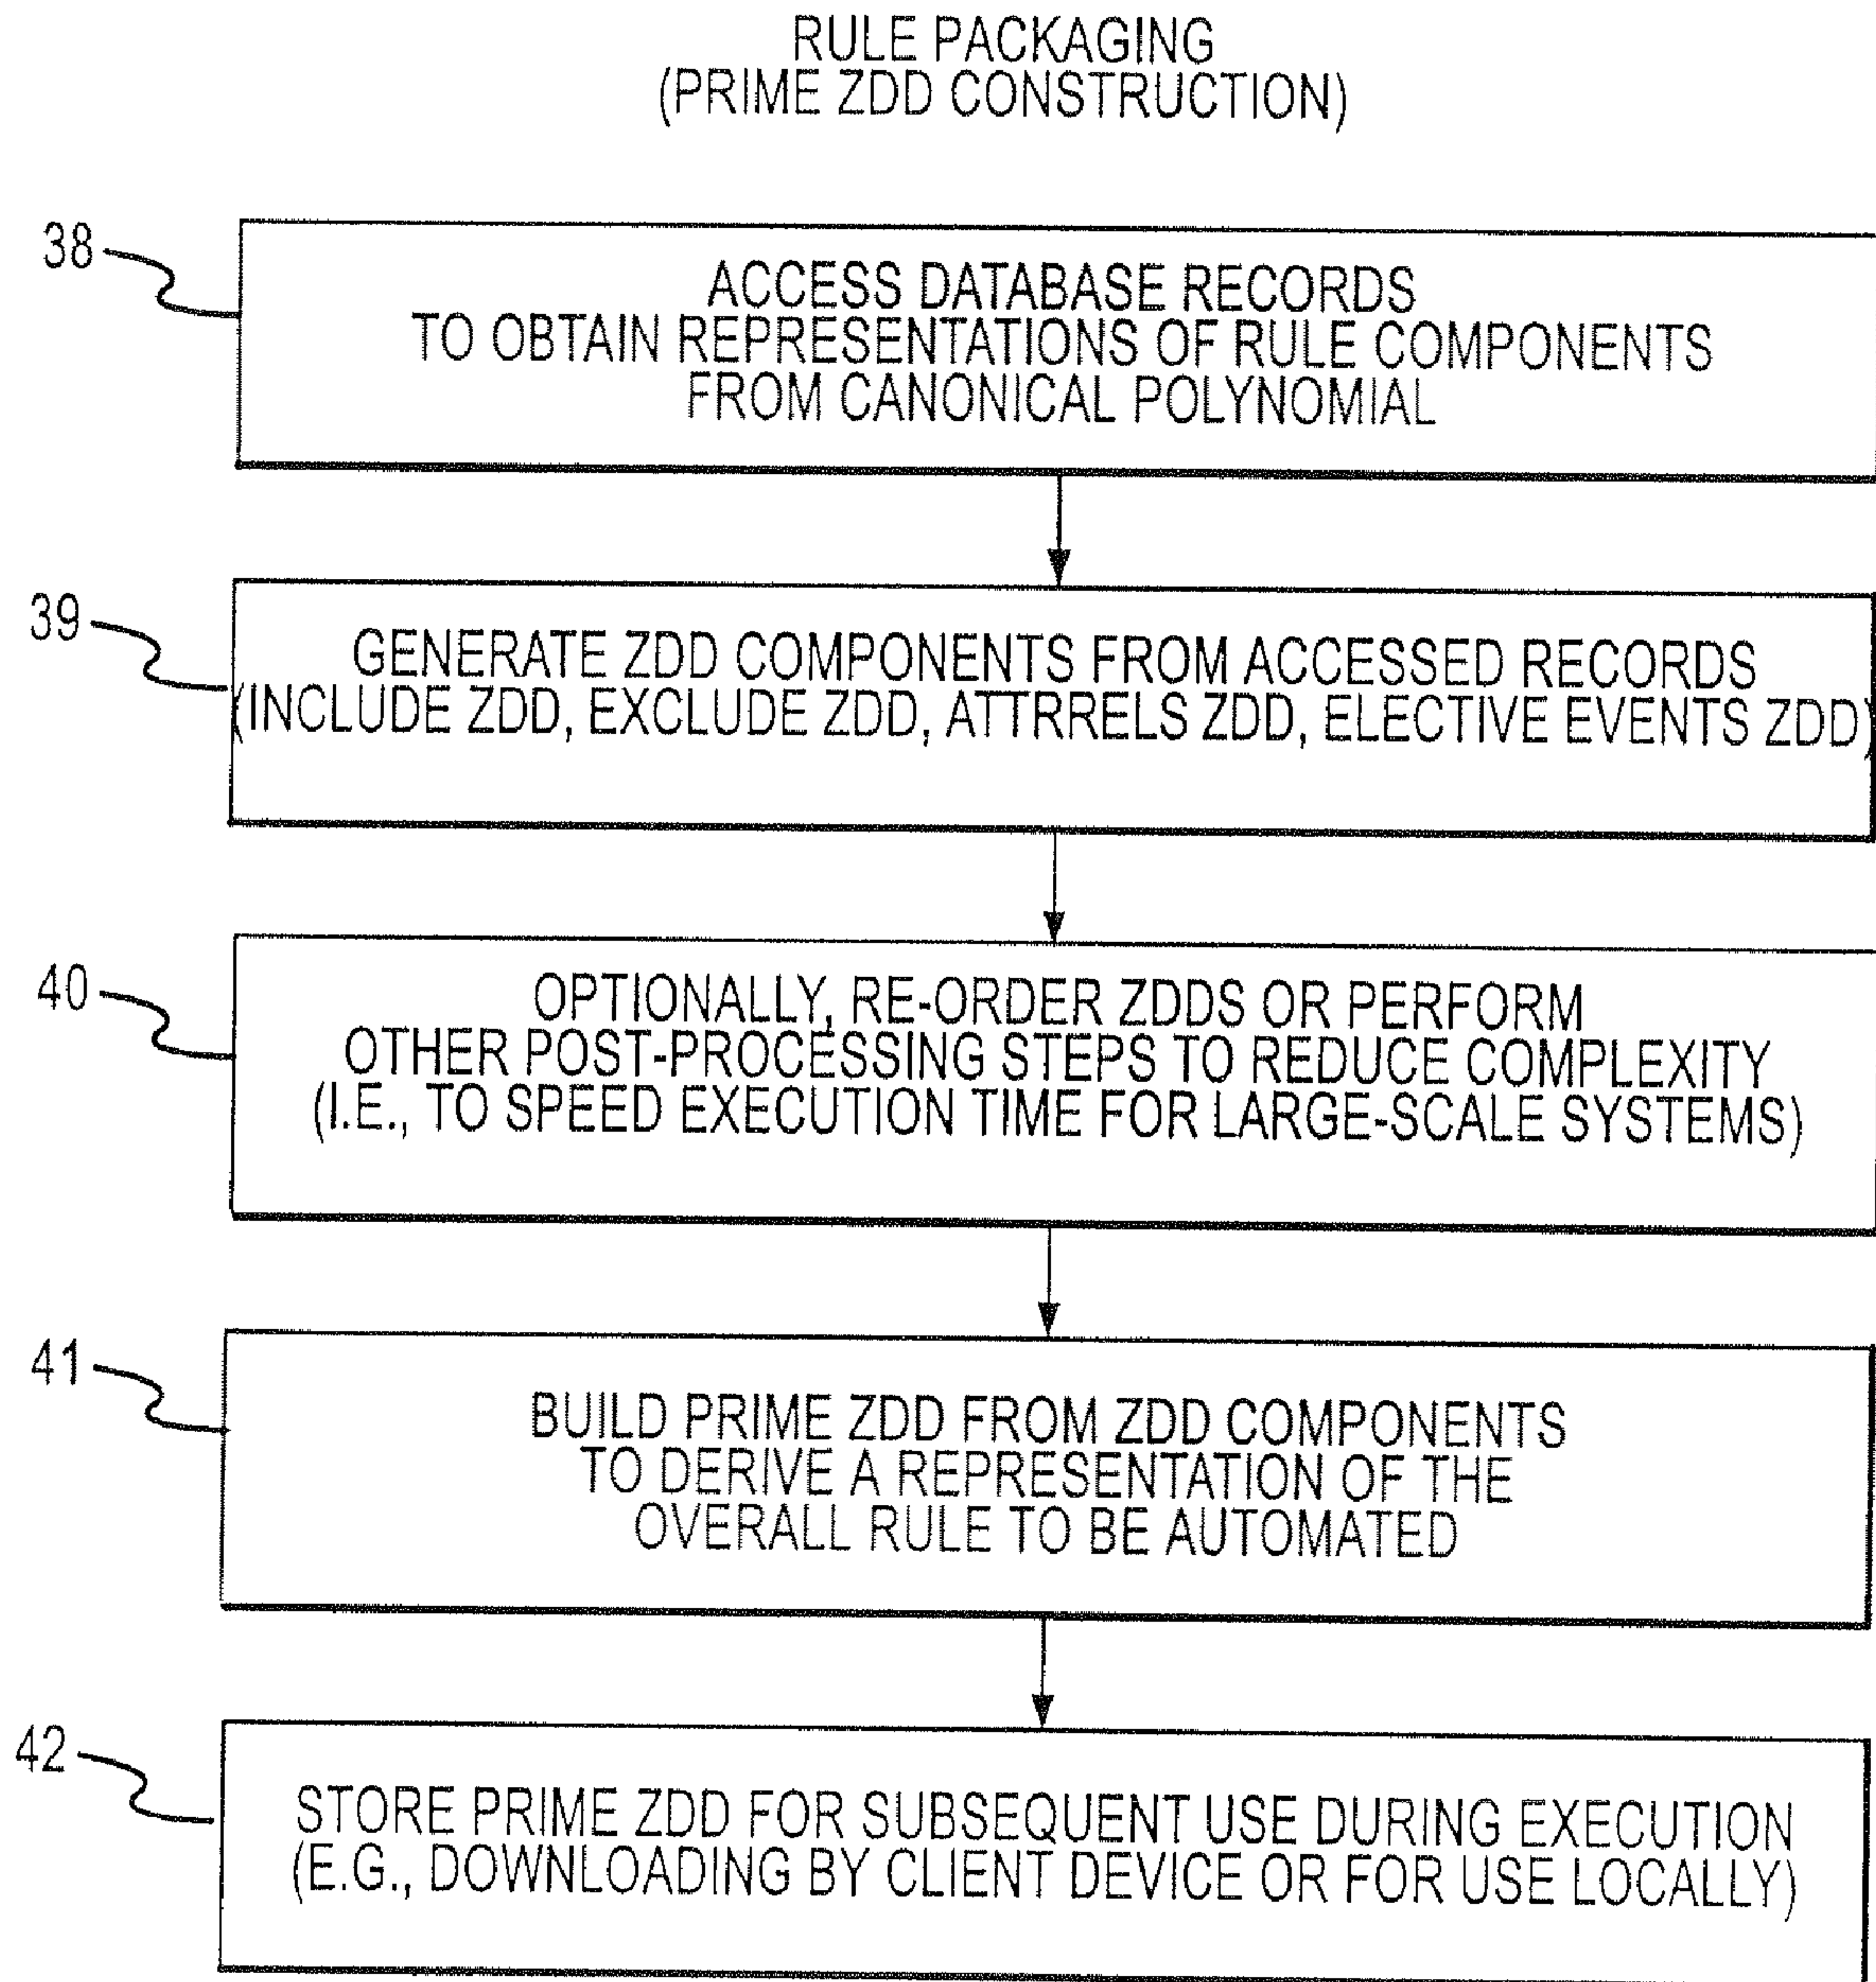 RULE PACKAGING
(PRIME ZDD CONSTRUCTION)
38
ACCESS DATABASE RECORDS
TO OBTAIN REPRESENTATIONS OF RULE COMPONENTS
FROM CANONICAL POLYNOMIAL
39
GENERATE ZDD COMPONENTS FROM ACCESSED RECORDS
(INCLUDE ZDD, EXCLUDE ZDD, ATTRRELS ZDD, ELECTIVE EVENTS ZDD)
40
OPTIONALLY, RE-ORDER ZDDS OR PERFORM
OTHER POST-PROCESSING STEPS TO REDUCE COMPLEXITY
(I.E., TO SPEED EXECUTION TIME FOR LARGE-SCALE SYSTEMS)
41
BUILD PRIME ZDD FROM ZDD COMPONENTS
TO DERIVE A REPRESENTATION OF THE
OVERALL RULE TO BE AUTOMATED
42
STORE PRIME ZDD FOR SUBSEQUENT USE DURING EXECUTION
(E.G., DOWNLOADING BY CLIENT DEVICE OR FOR USE LOCALLY)